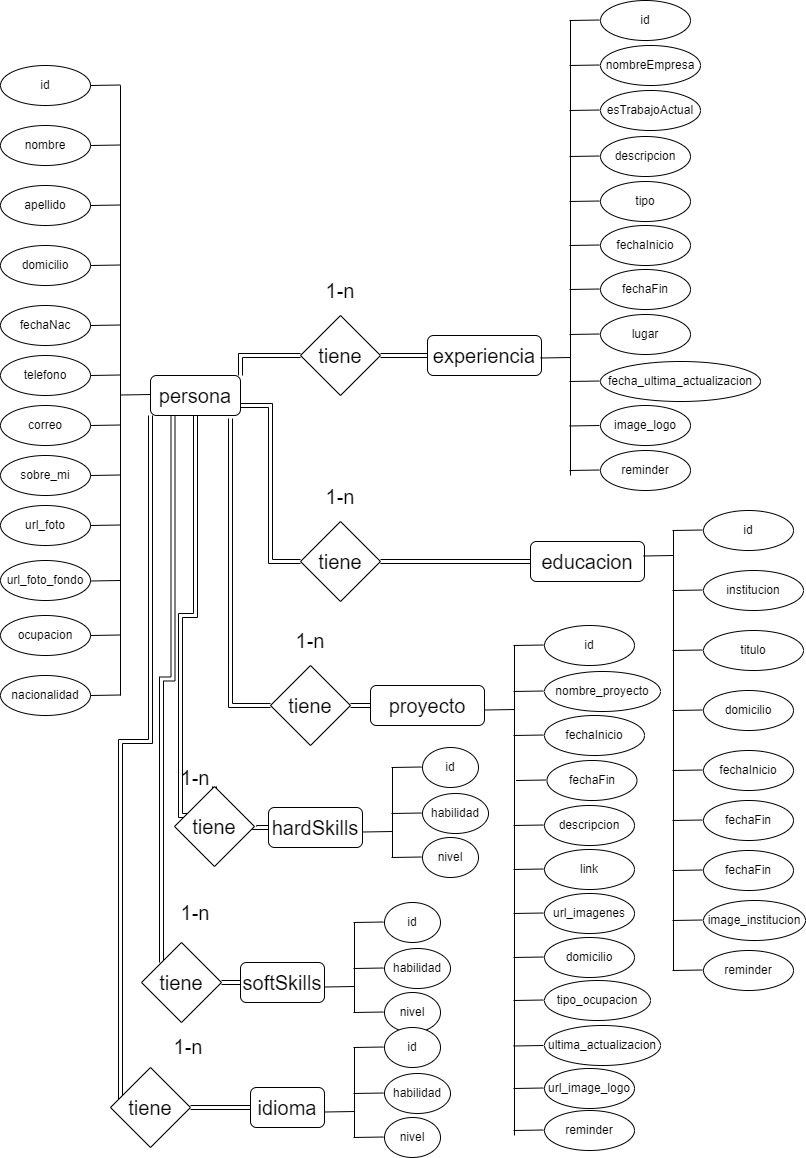 id
nombre
apellido
domicilio
fechaNac
telefono
correo
sobre_mi
url_foto
url_foto_fondo
ocupacion
nacionalidad
persona
1-n
tiene
experiencia
id
nombreEmpresa
esTrabajoActual
descripcion
tipo
fechaInicio
fechaFin
lugar
fecha_ultima_actualizacion
image_logo
reminder
1-n
tiene
educacion
id
institucion
titulo
domicilio
fechaInicio
fechaFin
fechaFin
image_institucion
reminder
1-n
tiene
proyecto
id
nombre_proyecto
fechaInicio
fechaFin
descripcion
link
url_imagenes
domicilio
tipo_ocupacion
ultima_actualizacion
url_image_logo
reminder
1-n
tiene
hardSkills
id
habilidad
nivel
1-n
tiene
softSkills
id
habilidad
nivel
1-n
tiene
idioma
id
habilidad
nivel